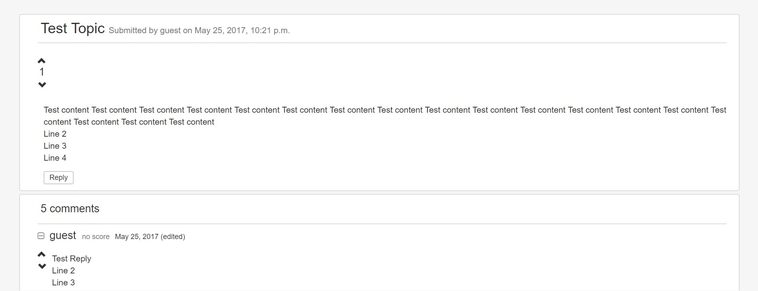 Test Topic Submitted by guest on May 25, 2017, 10:21 p.m.
1
Test content Test content Test content Test content Test content Test content Test content Test content Test content Test content Test content Test content Test content Test content Test
content Test content Test content Test content
Line 2
Line 3
Line 4
Reply
5 comments
guest no score May 25, 2017 (edited)
Test Reply
Line 2
Line 3